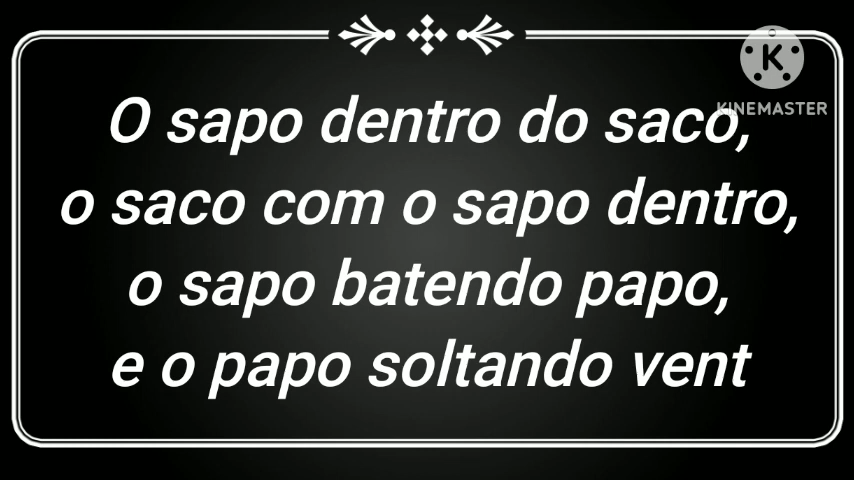 KINEMASTER
O sapo dentro do saco,
o saco com o sapo dentro,
o sapo batendo papo,
e o papo soltando vent